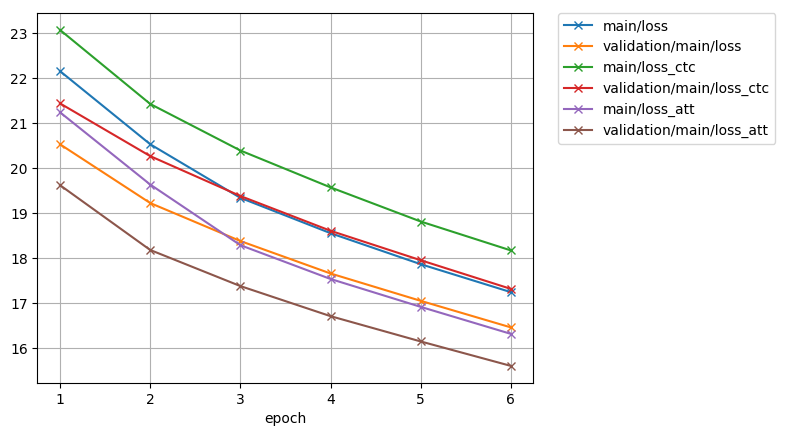 23
22
21
20
19
18
17
16
1 2 3 4 5 6
epoch
main/loss
validation/main/loss
main/loss_ctc
validation/main/loss_ctc
main/loss_att
validation/main/loss_att